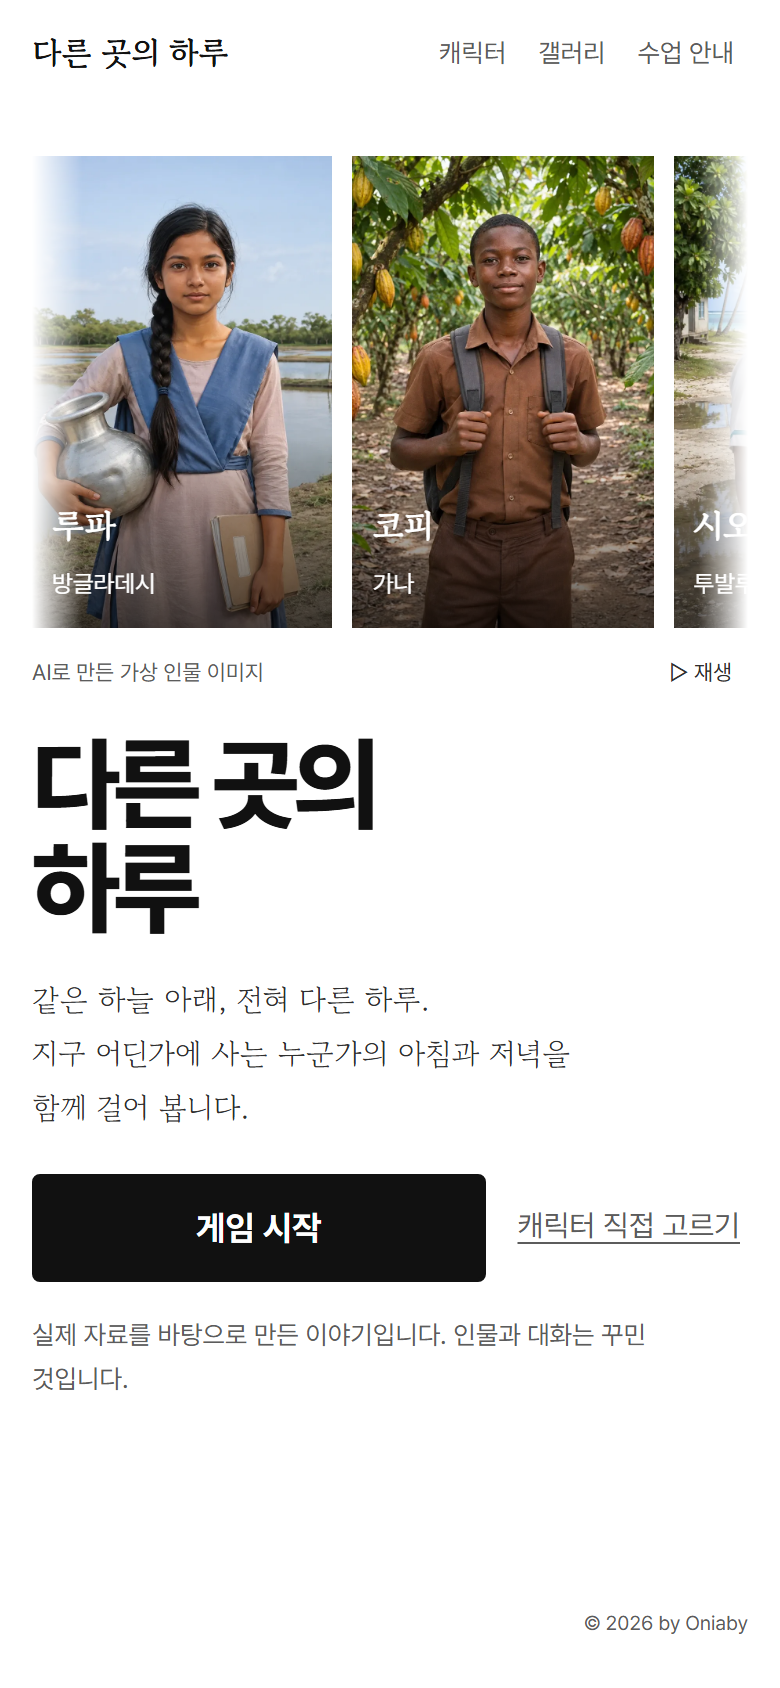 다른 곳의 하루
캐릭터 갤러리 수업 안내
루파
방글라데시
코피
가나
시오
투발루
AI로 만든 가상 인물 이미지
▷ 재생
다른 곳의
하루
같은 하늘 아래, 전혀 다른 하루.
지구 어딘가에 사는 누군가의 아침과 저녁을
함께 걸어 봅니다.
게임 시작
캐릭터 직접 고르기
실제 자료를 바탕으로 만든 이야기입니다. 인물과 대화는 꾸민
것입니다.
© 2026 by Oniaby